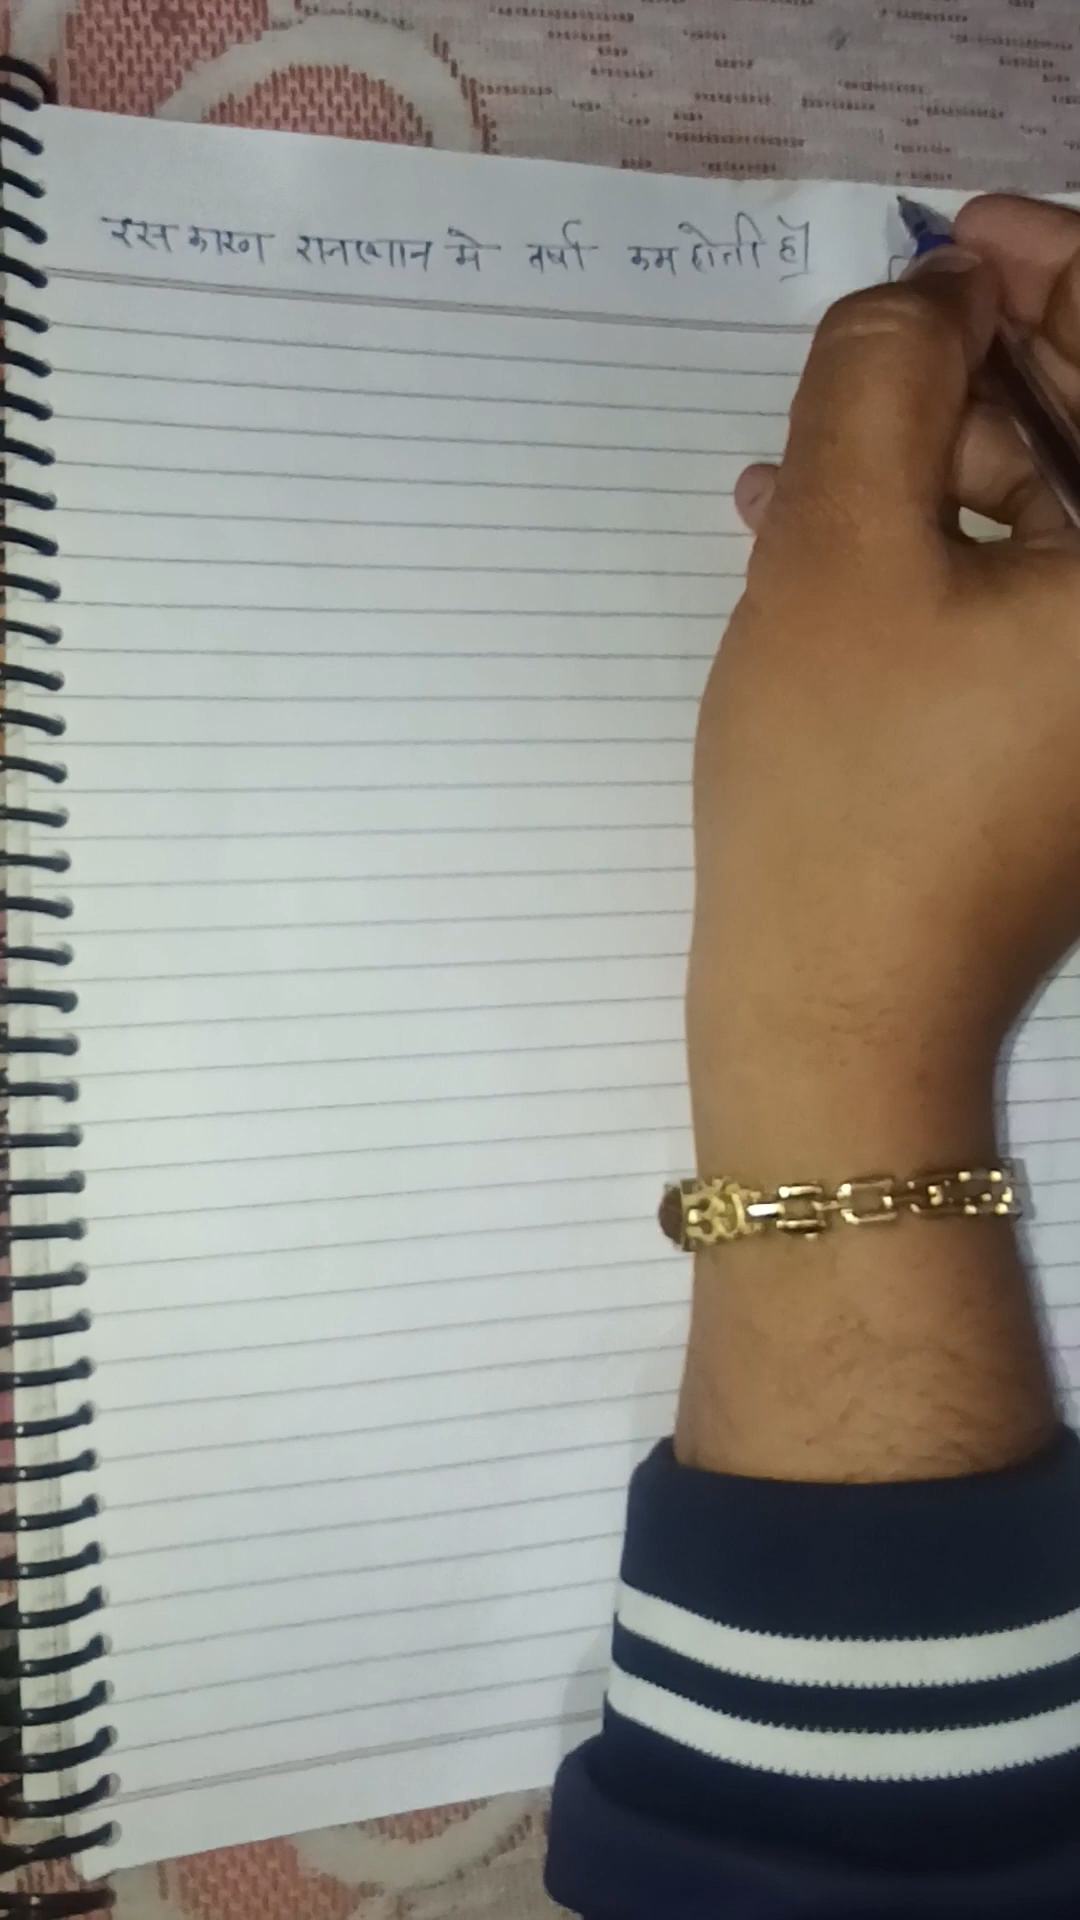 इस कारण राजस्थान मे वर्षा कम होती है।